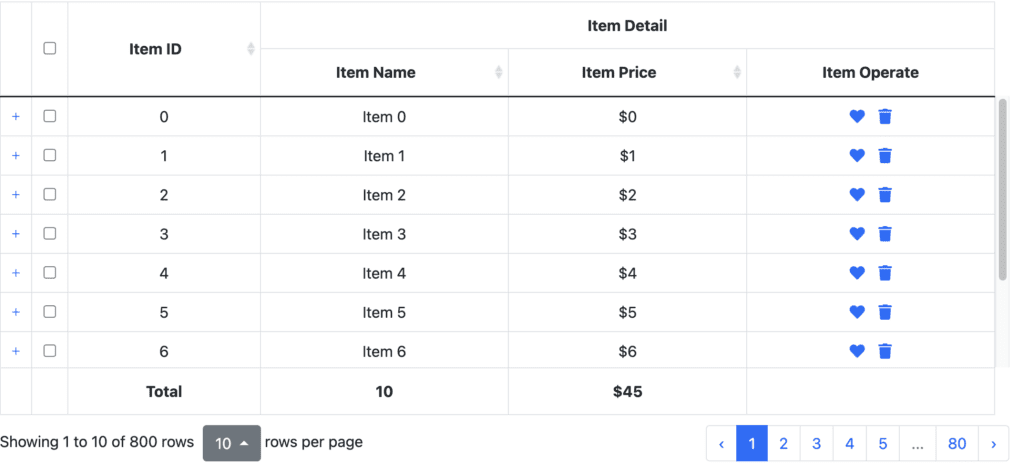 Item Detail
Item ID
Item Name Item Price Item Operate
+ 0 Item 0 $0
+ 1 Item 1 $1
+ 2 Item 2 $2
+ 3 Item 3 $3
+ 4 Item 4 $4
+ 5 Item 5 $5
+ 6 Item 6 $6
Total 10 $45
Showing 1 to 10 of 800 rows 10 rows per page ‹ 1 2 3 4 5 ... 80 ›